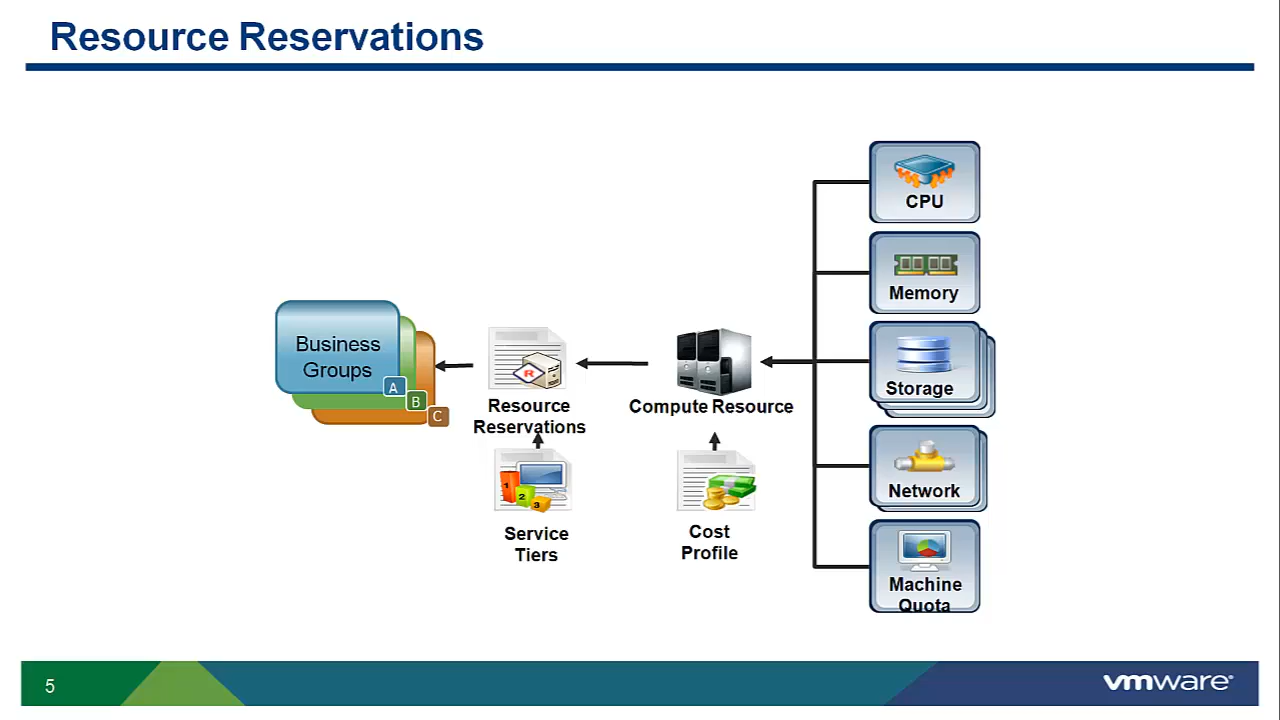 Resource Reservations
CPU
Memory
Business
Groups
A
B
C
R
Storage
Resource
Reservations
Compute Resource
Network
1
2
3
Service
Tiers
Cost
Profile
Machine
Quota
5
vmware®